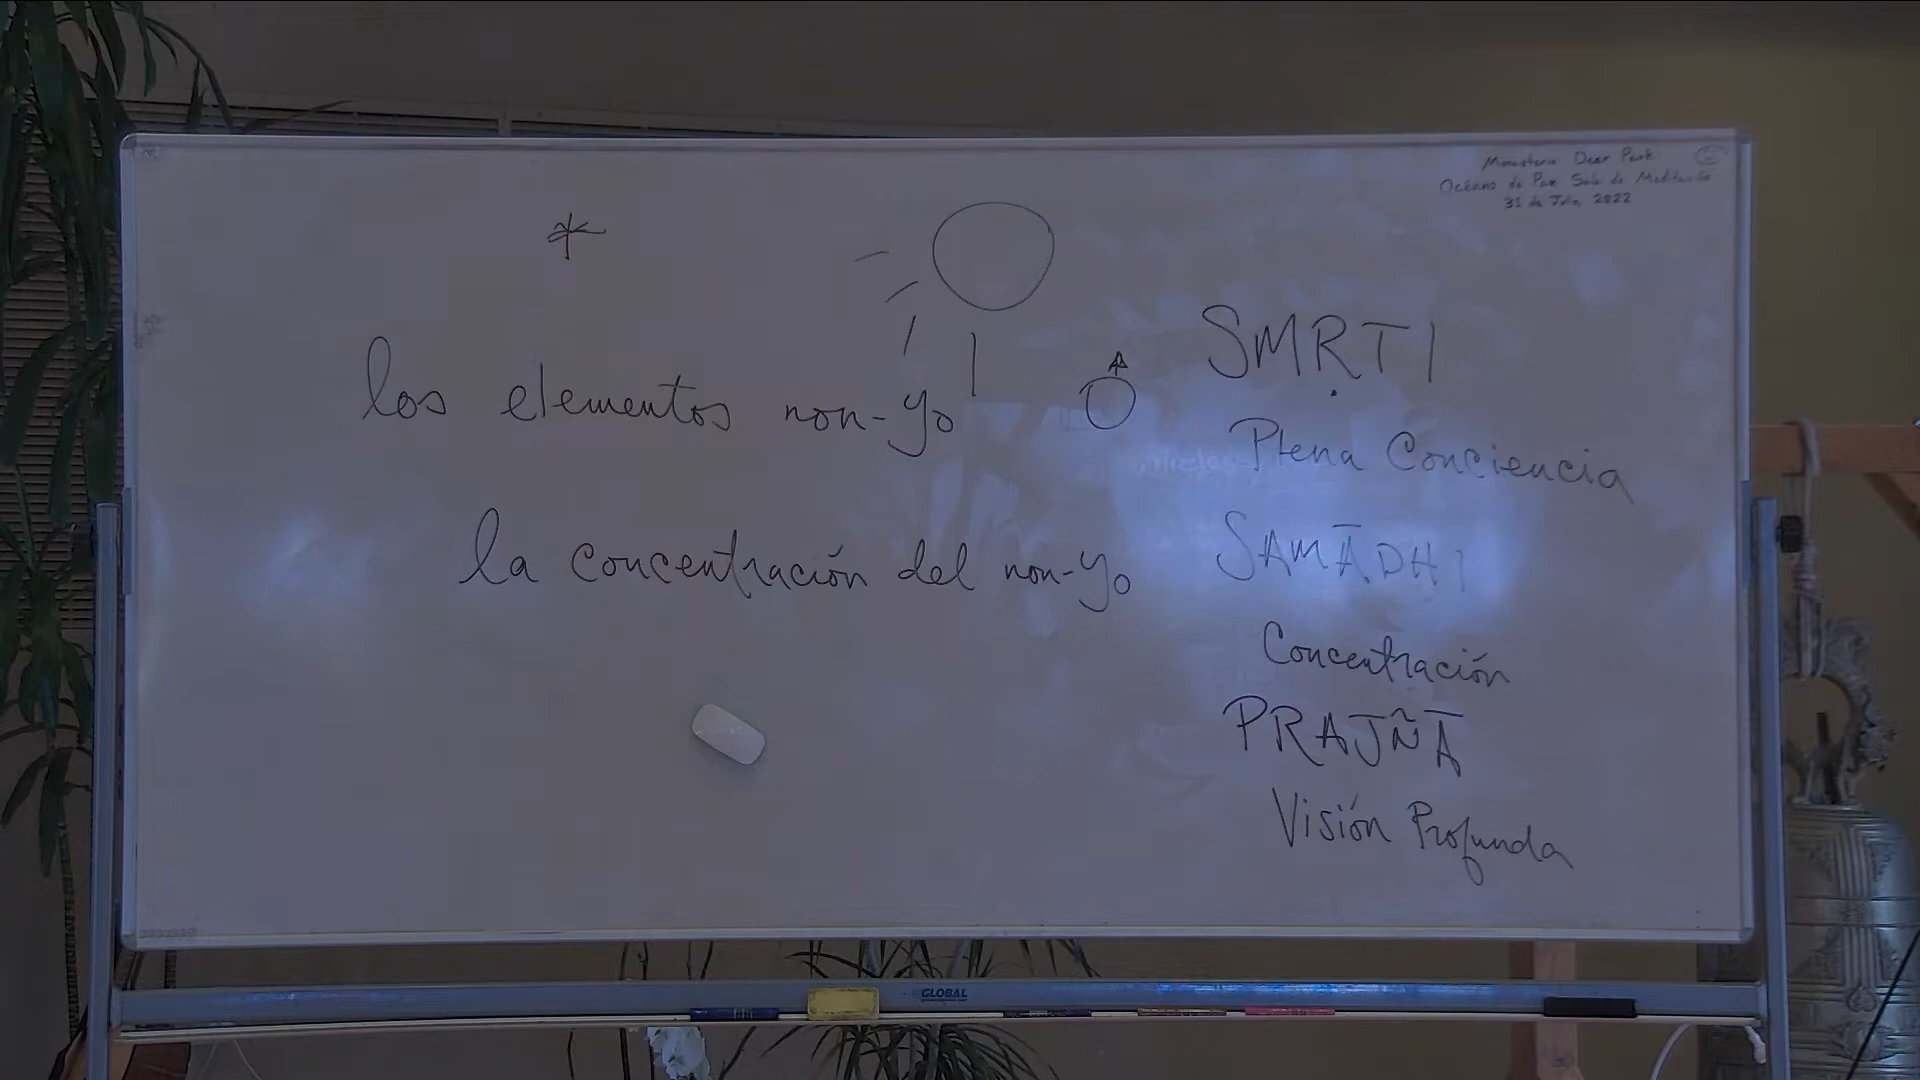 Monasterio Deer Park
Océano de Paz Sala de Meditación
31 de Julio, 2022
los elementos non-yo
la concentración del non-yo
SMṚTI
Plena Conciencia
SAMĀDHI
Concentración
PRAJÑĀ
Visión Profunda
GLOBAL